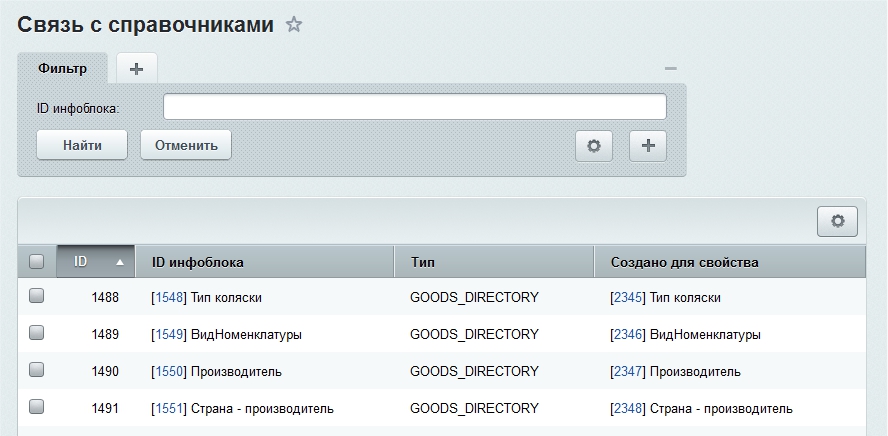 Связь с справочниками
Фильтр
ID инфоблока:
Найти Отменить
ID ID инфоблока Тип Создано для свойства
1488 [1548] Тип коляски GOODS_DIRECTORY [2345] Тип коляски
1489 [1549] ВидНоменклатуры GOODS_DIRECTORY [2346] ВидНоменклатуры
1490 [1550] Производитель GOODS_DIRECTORY [2347] Производитель
1491 [1551] Страна - производитель GOODS_DIRECTORY [2348] Страна - производитель